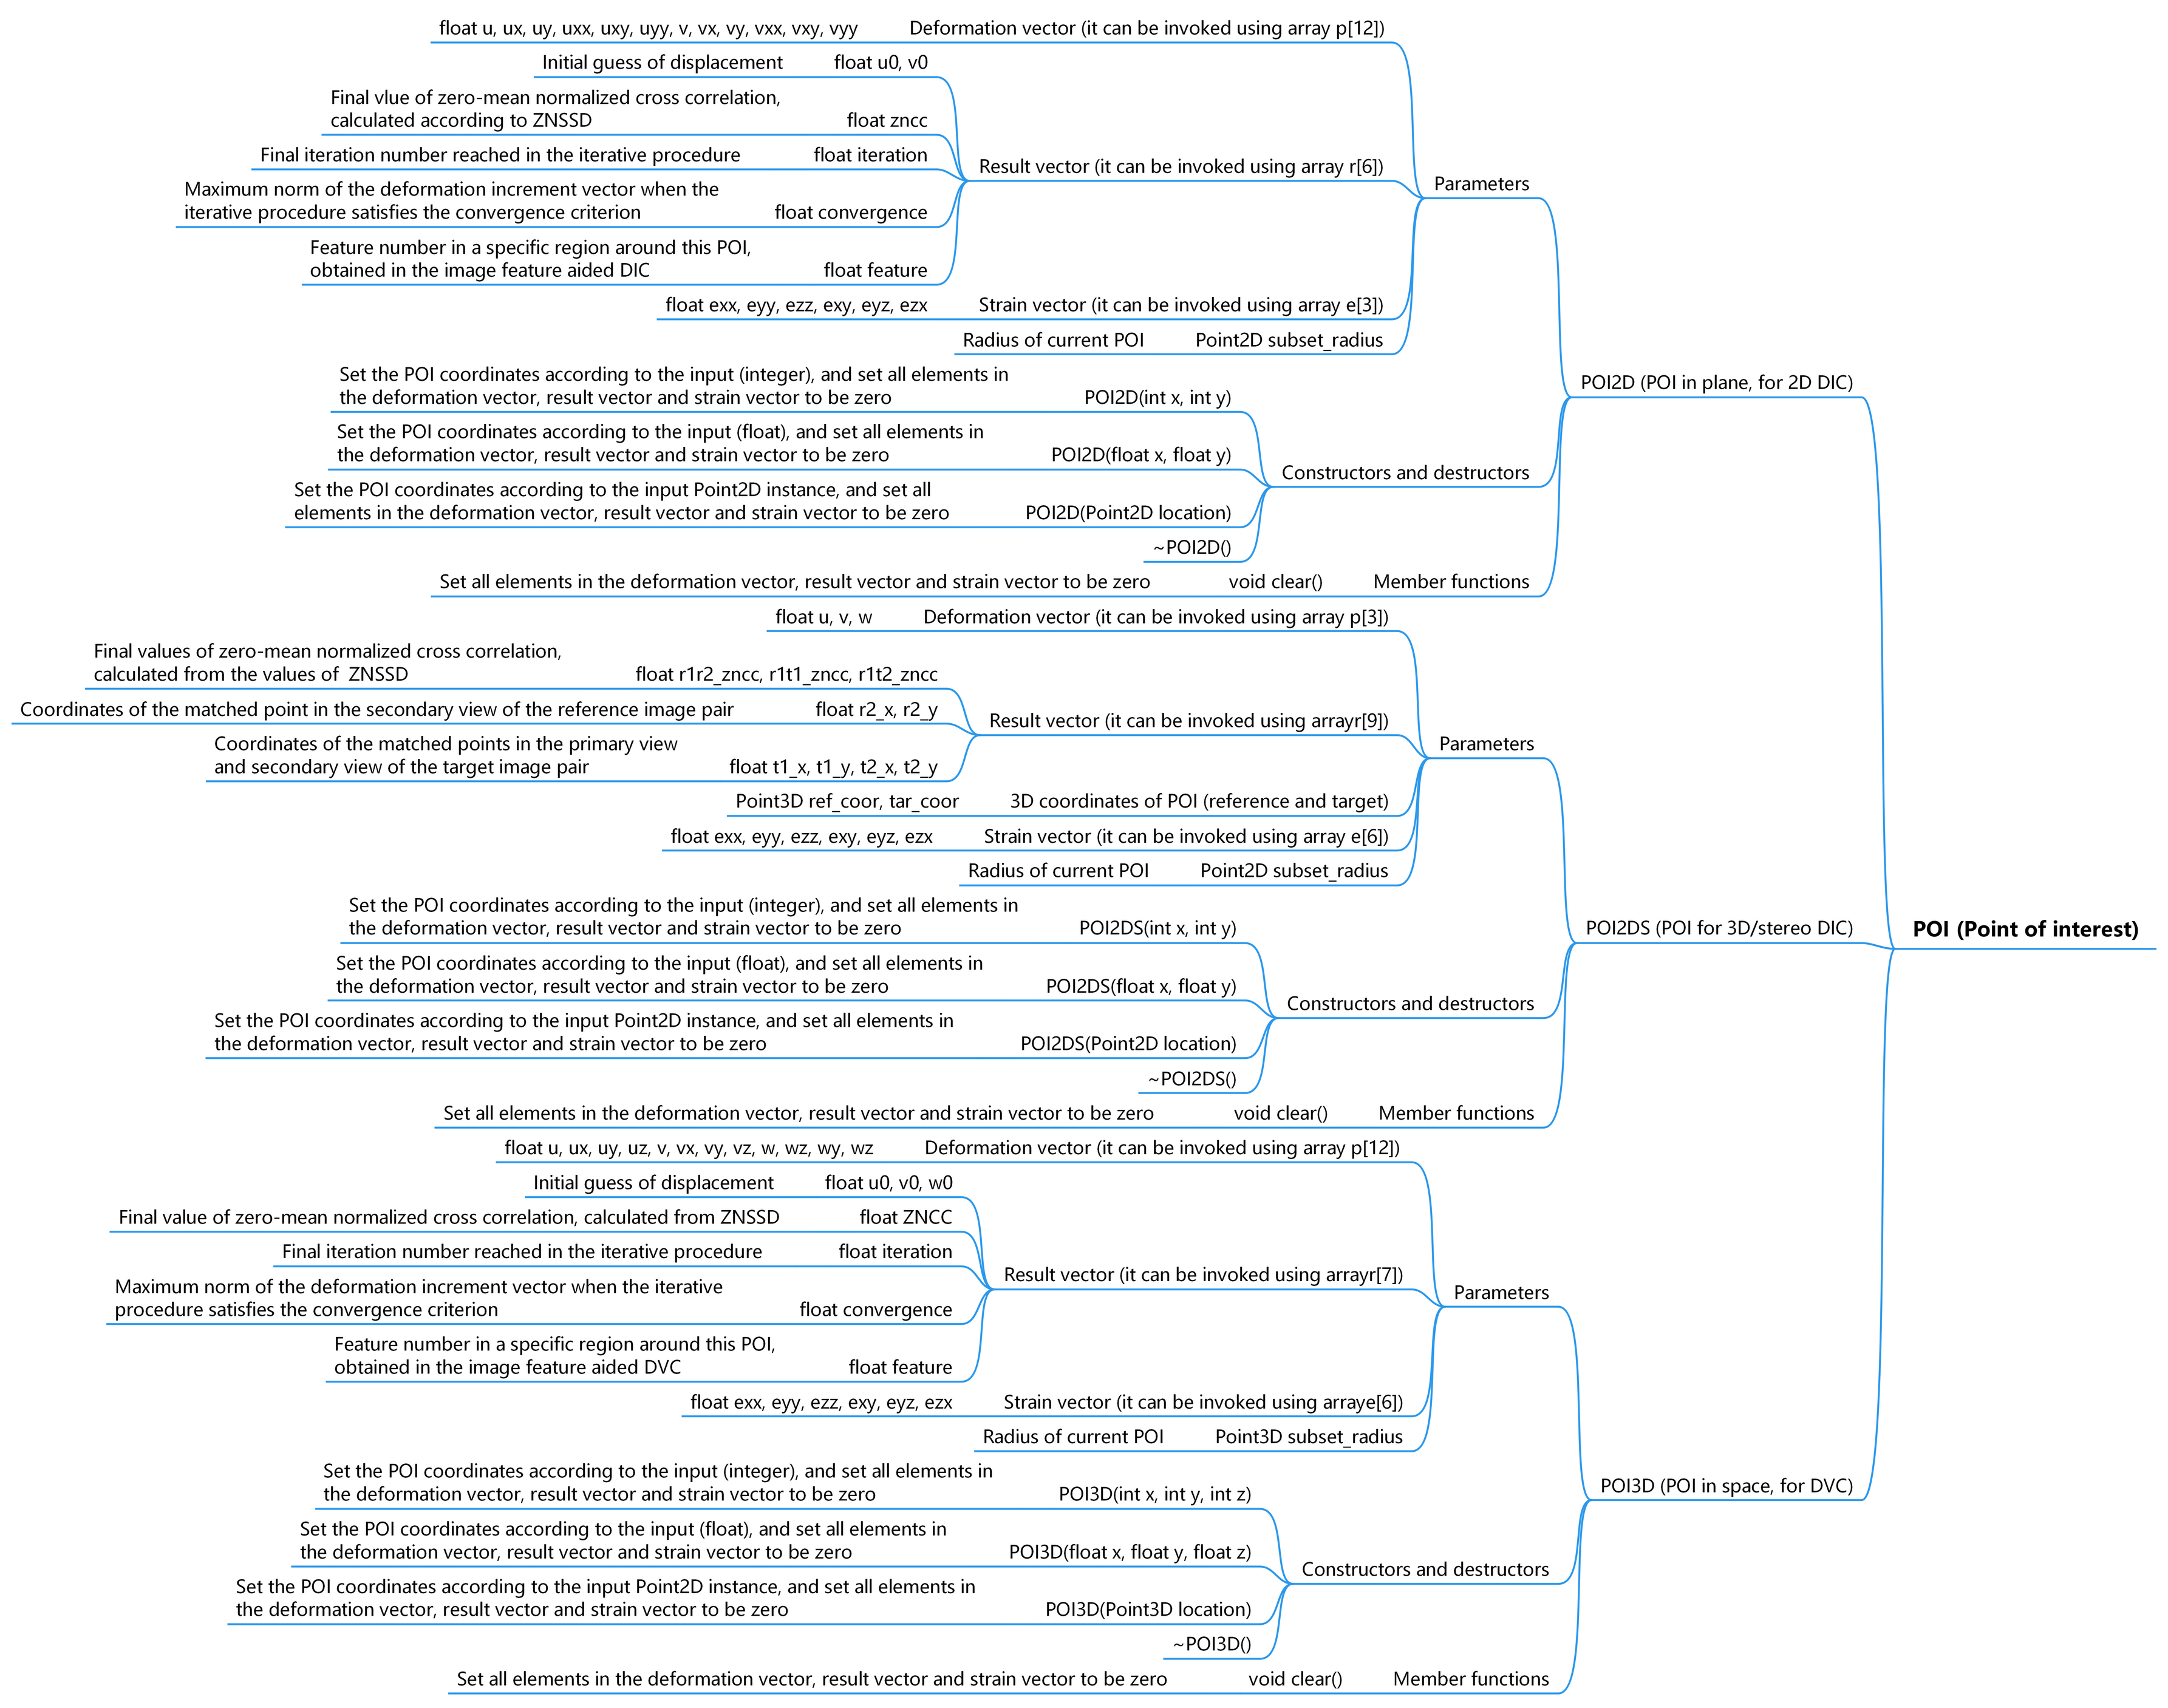 float u, ux, uy, uxx, uxy, uyy, v, vx, vy, vxx, vxy, vyy
Deformation vector (it can be invoked using array p[12])
Initial guess of displacement
float u0, v0
Final vlue of zero-mean normalized cross correlation,
calculated according to ZNSSD
float zncc
Final iteration number reached in the iterative procedure
float iteration
Result vector (it can be invoked using array r[6])
Maximum norm of the deformation increment vector when the
iterative procedure satisfies the convergence criterion
float convergence
Parameters
Feature number in a specific region around this POI,
obtained in the image feature aided DIC
float feature
float exx, eyy, ezz, exy, eyz, ezx
Strain vector (it can be invoked using array e[3])
Radius of current POI
Point2D subset_radius
Set the POI coordinates according to the input (integer), and set all elements in
the deformation vector, result vector and strain vector to be zero
POI2D(int x, int y)
POI2D (POI in plane, for 2D DIC)
Set the POI coordinates according to the input (float), and set all elements in
the deformation vector, result vector and strain vector to be zero
POI2D(float x, float y)
Constructors and destructors
Set the POI coordinates according to the input Point2D instance, and set all
elements in the deformation vector, result vector and strain vector to be zero
POI2D(Point2D location)
~POI2D()
Set all elements in the deformation vector, result vector and strain vector to be zero
void clear()
Member functions
float u, v, w
Deformation vector (it can be invoked using array p[3])
Final values of zero-mean normalized cross correlation,
calculated from the values of  ZNSSD
float r1r2_zncc, r1t1_zncc, r1t2_zncc
Coordinates of the matched point in the secondary view of the reference image pair
float r2_x, r2_y
Result vector (it can be invoked using arrayr[9])
Coordinates of the matched points in the primary view
and secondary view of the target image pair
float t1_x, t1_y, t2_x, t2_y
Parameters
Point3D ref_coor, tar_coor
3D coordinates of POI (reference and target)
float exx, eyy, ezz, exy, eyz, ezx
Strain vector (it can be invoked using array e[6])
Radius of current POI
Point2D subset_radius
Set the POI coordinates according to the input (integer), and set all elements in
the deformation vector, result vector and strain vector to be zero
POI2DS(int x, int y)
POI2DS (POI for 3D/stereo DIC)
POI (Point of interest)
Set the POI coordinates according to the input (float), and set all elements in
the deformation vector, result vector and strain vector to be zero
POI2DS(float x, float y)
Constructors and destructors
Set the POI coordinates according to the input Point2D instance, and set all elements in
the deformation vector, result vector and strain vector to be zero
POI2DS(Point2D location)
~POI2DS()
Set all elements in the deformation vector, result vector and strain vector to be zero
void clear()
Member functions
float u, ux, uy, uz, v, vx, vy, vz, w, wz, wy, wz
Deformation vector (it can be invoked using array p[12])
Initial guess of displacement
float u0, v0, w0
Final value of zero-mean normalized cross correlation, calculated from ZNSSD
float ZNCC
Final iteration number reached in the iterative procedure
float iteration
Result vector (it can be invoked using arrayr[7])
Maximum norm of the deformation increment vector when the iterative
procedure satisfies the convergence criterion
float convergence
Parameters
Feature number in a specific region around this POI,
obtained in the image feature aided DVC
float feature
float exx, eyy, ezz, exy, eyz, ezx
Strain vector (it can be invoked using arraye[6])
Radius of current POI
Point3D subset_radius
Set the POI coordinates according to the input (integer), and set all elements in
the deformation vector, result vector and strain vector to be zero
POI3D(int x, int y, int z)
POI3D (POI in space, for DVC)
Set the POI coordinates according to the input (float), and set all elements in
the deformation vector, result vector and strain vector to be zero
POI3D(float x, float y, float z)
Constructors and destructors
Set the POI coordinates according to the input Point2D instance, and set all elements in
the deformation vector, result vector and strain vector to be zero
POI3D(Point3D location)
~POI3D()
Set all elements in the deformation vector, result vector and strain vector to be zero
void clear()
Member functions